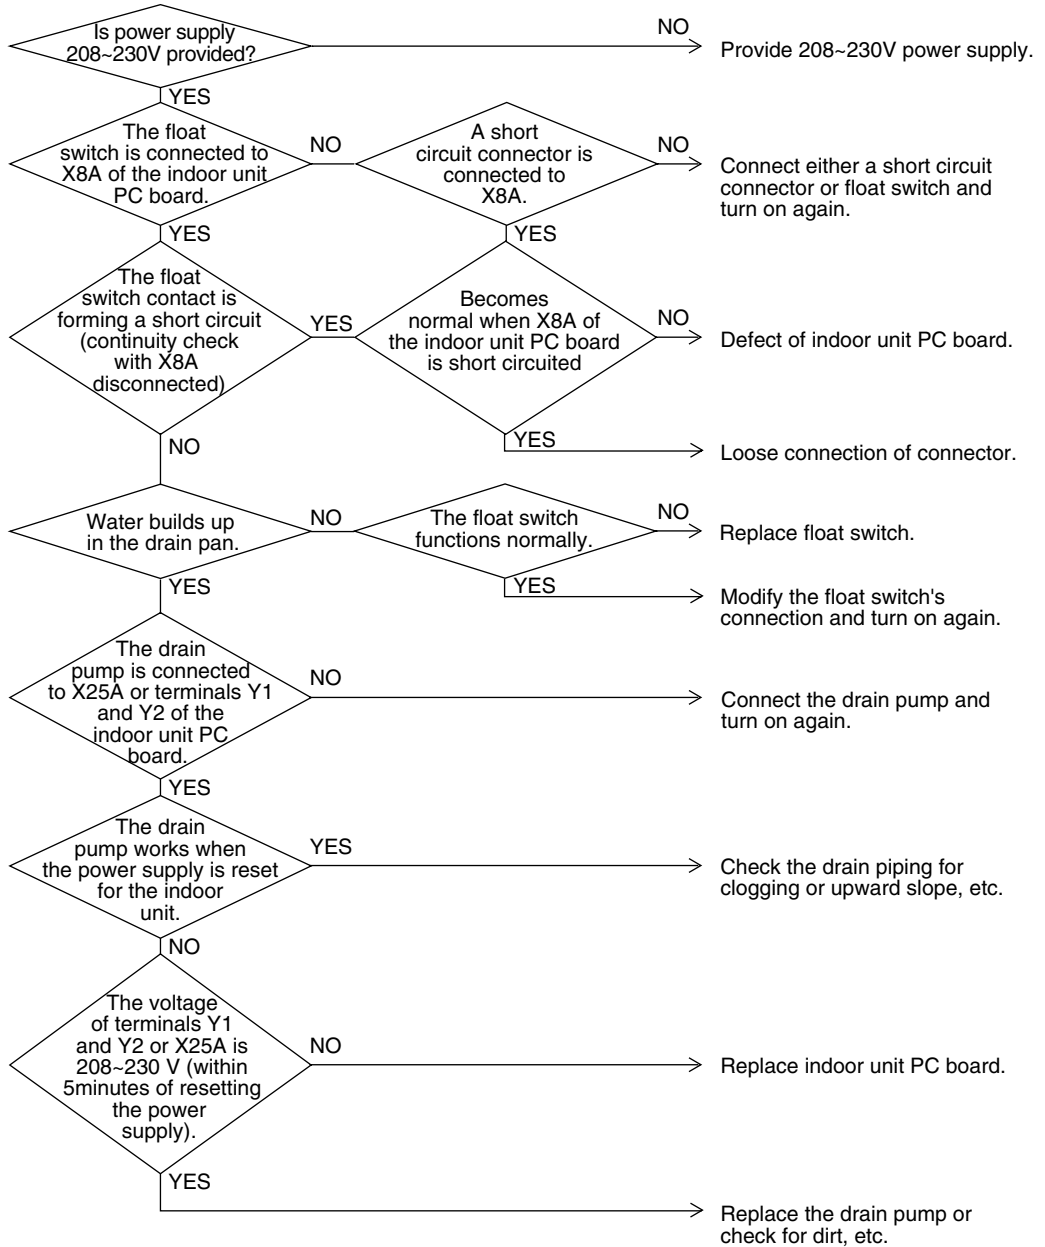 Is power supply
208~230V provided?
NO
Provide 208~230V power supply.
YES
The float
switch is connected to
X8A of the indoor unit
PC board.
NO
A short
circuit connector is
connected to
X8A.
NO
Connect either a short circuit
connector or float switch and
turn on again.
YES
YES
The float
switch contact is
forming a short circuit
(continuity check
with X8A
disconnected)
YES
Becomes
normal when X8A of
the indoor unit PC board
is short circuited
NO
Defect of indoor unit PC board.
YES
Loose connection of connector.
NO
Water builds up
in the drain pan.
NO
The float switch
functions normally.
NO
Replace float switch.
YES
Modify the float switch's
connection and turn on again.
YES
The drain
pump is connected
to X25A or terminals Y1
and Y2 of the
indoor unit PC
board.
NO
Connect the drain pump and
turn on again.
YES
The drain
pump works when
the power supply is reset
for the indoor
unit.
YES
Check the drain piping for
clogging or upward slope, etc.
NO
The voltage
of terminals Y1
and Y2 or X25A is
208~230 V (within
5minutes of resetting
the power
supply).
NO
Replace indoor unit PC board.
YES
Replace the drain pump or
check for dirt, etc.